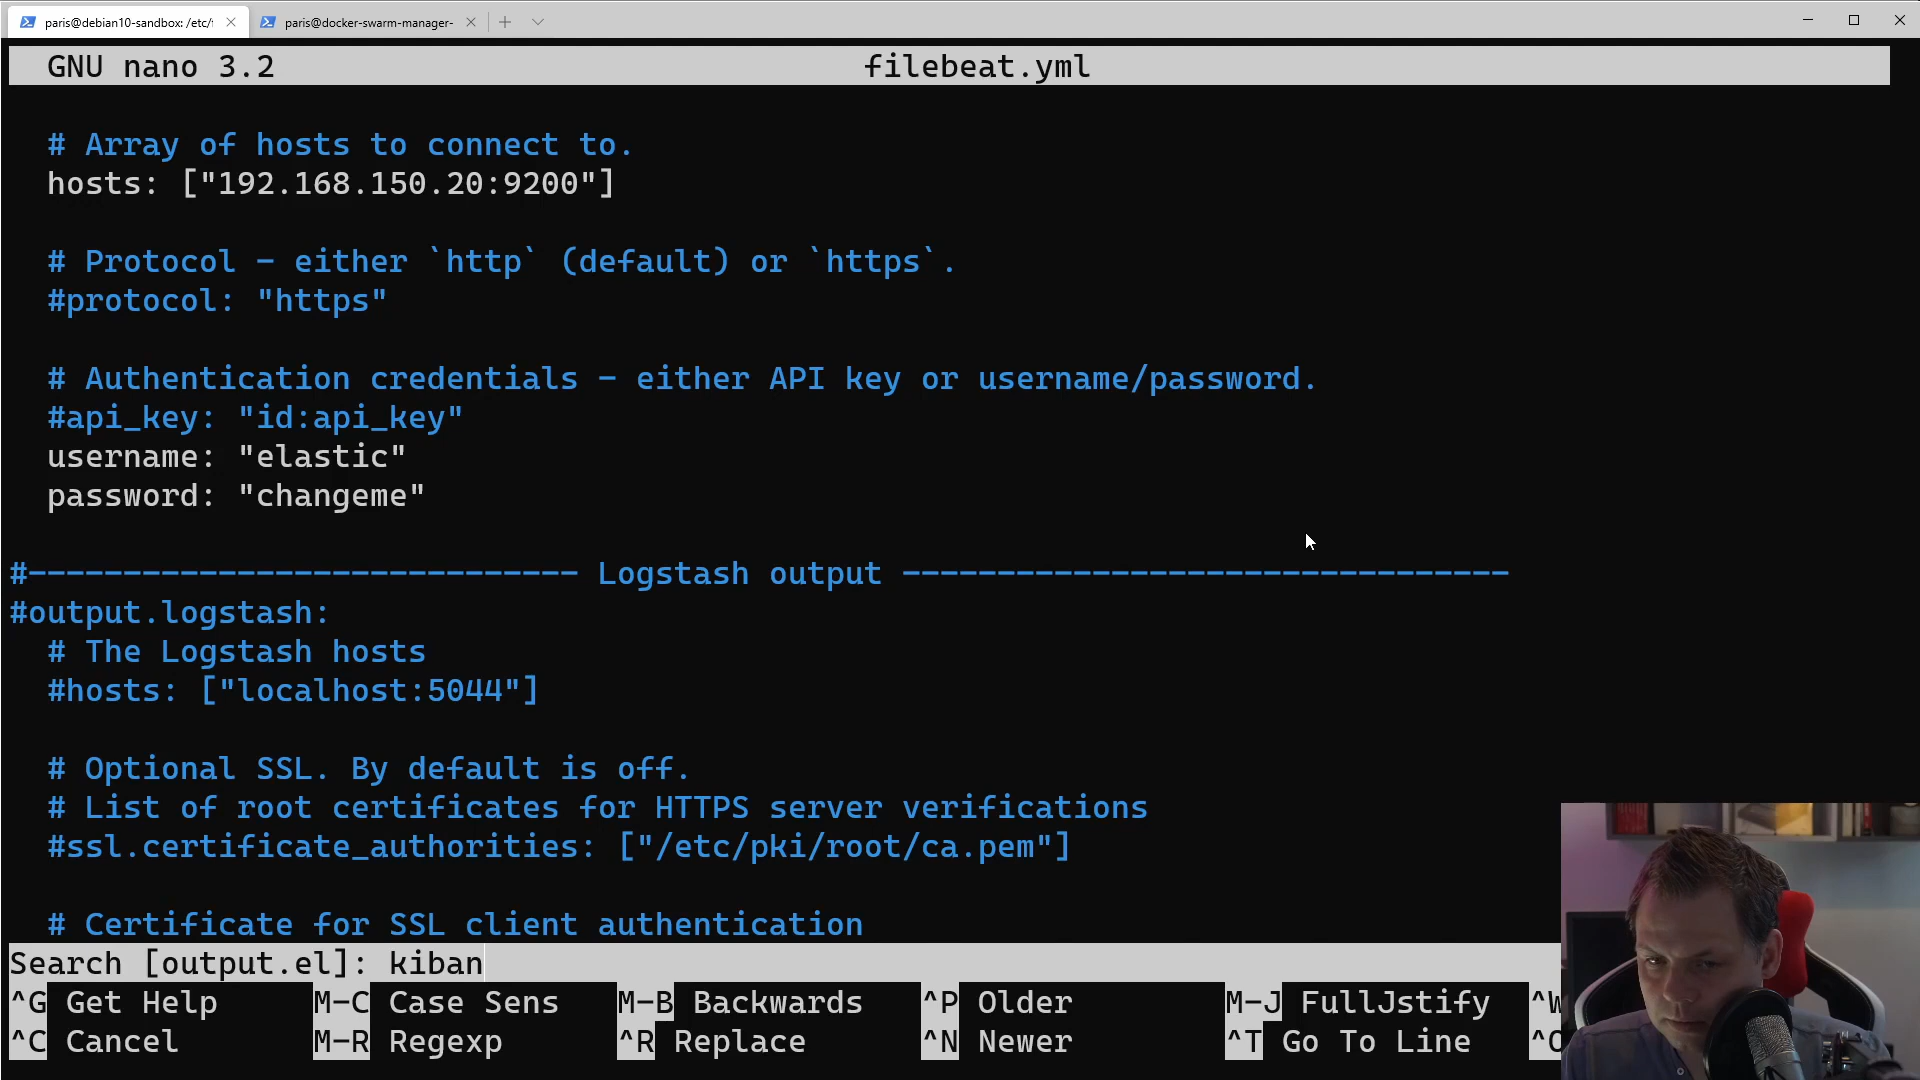 paris@debian10-sandbox: /etc/f
paris@docker-swarm-manager-
GNU nano 3.2 filebeat.yml
# Array of hosts to connect to.
hosts: ["192.168.150.20:9200"]
# Protocol - either `http` (default) or `https`.
#protocol: "https"
# Authentication credentials - either API key or username/password.
#api_key: "id:api_key"
username: "elastic"
password: "changeme"
#----------------------------- Logstash output --------------------------------
#output.logstash:
# The Logstash hosts
#hosts: ["localhost:5044"]
# Optional SSL. By default is off.
# List of root certificates for HTTPS server verifications
#ssl.certificate_authorities: ["/etc/pki/root/ca.pem"]
# Certificate for SSL client authentication
Search [output.el]: kiban
^G Get Help M-C Case Sens M-B Backwards ^P Older M-J FullJstify ^W
^C Cancel M-R Regexp ^R Replace ^N Newer ^T Go To Line